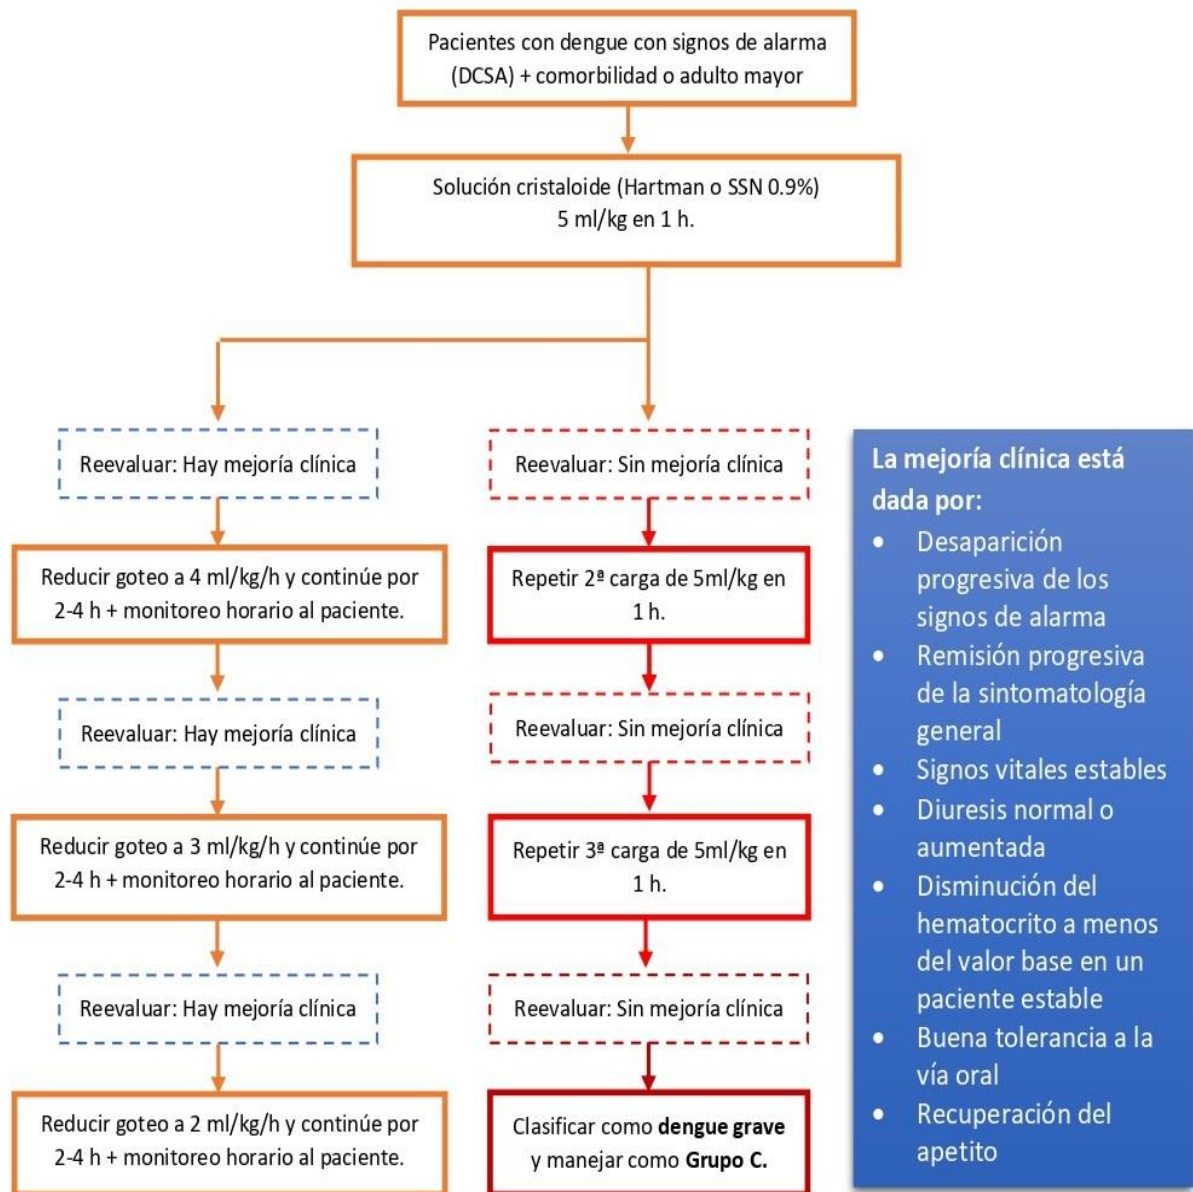 Pacientes con dengue con signos de alarma
(DCSA) + comorbilidad o adulto mayor
Solución cristaloide (Hartman o SSN 0.9%)
5 ml/kg en 1 h.
Reevaluar: Hay mejoría clínica
Reducir goteo a 4 ml/kg/h y continúe por
2-4 h + monitoreo horario al paciente.
Reevaluar: Hay mejoría clínica
Reducir goteo a 3 ml/kg/h y continúe por
2-4 h + monitoreo horario al paciente.
Reevaluar: Hay mejoría clínica
Reducir goteo a 2 ml/kg/h y continúe por
2-4 h + monitoreo horario al paciente.
Reevaluar: Sin mejoría clínica
Repetir 2ª carga de 5ml/kg en
1 h.
Reevaluar: Sin mejoría clínica
Repetir 3ª carga de 5ml/kg en
1 h.
Reevaluar: Sin mejoría clínica
Clasificar como dengue grave
y manejar como Grupo C.
La mejoría clínica está
dada por:
• Desaparición
progresiva de los
signos de alarma
• Remisión progresiva
de la sintomatología
general
• Signos vitales estables
• Diuresis normal o
aumentada
• Disminución del
hematocrito a menos
del valor base en un
paciente estable
• Buena tolerancia a la
vía oral
• Recuperación del
apetito